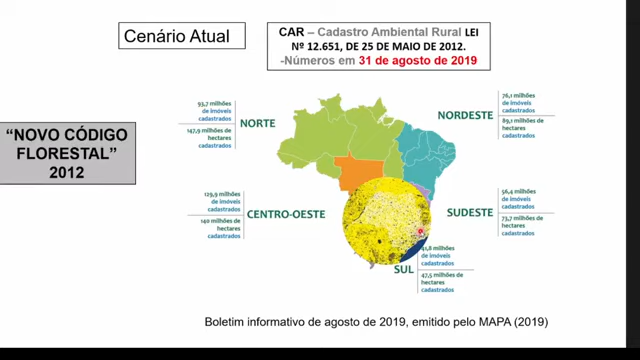 Cenário Atual
CAR – Cadastro Ambiental Rural LEI
Nº 12.651, DE 25 DE MAIO DE 2012.
-Números em 31 de agosto de 2019
"NOVO CÓDIGO
FLORESTAL"
2012
93,7 milhões
de imóveis
cadastrados
147,9 milhões de
hectares
cadastrados
NORTE
76,1 milhões
de imóveis
cadastrados
89,1 milhões de
hectares
cadastrados
NORDESTE
129,9 milhões
de imóveis
cadastrados
140 milhões de
hectares
cadastrados
CENTRO-OESTE
56,4 milhões
de imóveis
cadastrados
73,7 milhões de
hectares
cadastrados
SUDESTE
41,8 milhões
de imóveis
cadastrados
47,5 milhões de
hectares
cadastrados
SUL
Boletim informativo de agosto de 2019, emitido pelo MAPA (2019)